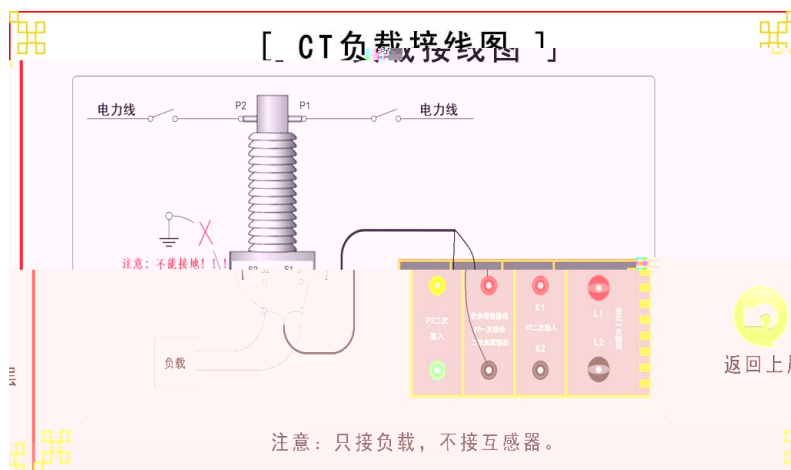 [ CT负载接线图 ]
电力线
P2
P1
电力线
注意：不能接地！！！
S2
S1
PT二次
输入
K1
K2
L1
L2
负载
返回上
注意：只接负载，不接互感器。